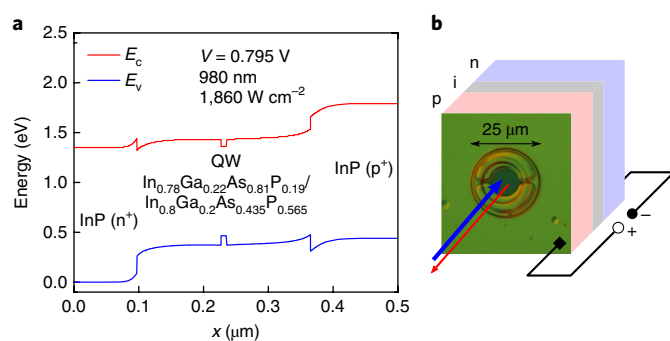 a
E_c
E_v
V = 0.795 V
980 nm
1,860 W cm⁻²
QW
In₀.₇₈Ga₀.₂₂As₀.₈₁P₀.₁₉/
In₀.₈Ga₀.₂As₀.₄₃₅P₀.₅₆₅
InP (n⁺)
InP (p⁺)
Energy (eV)
2.5
2.0
1.5
1.0
0.5
0.0
0.0 0.1 0.2 0.3 0.4 0.5
x (μm)
b
n
i
p
25 μm
−
+